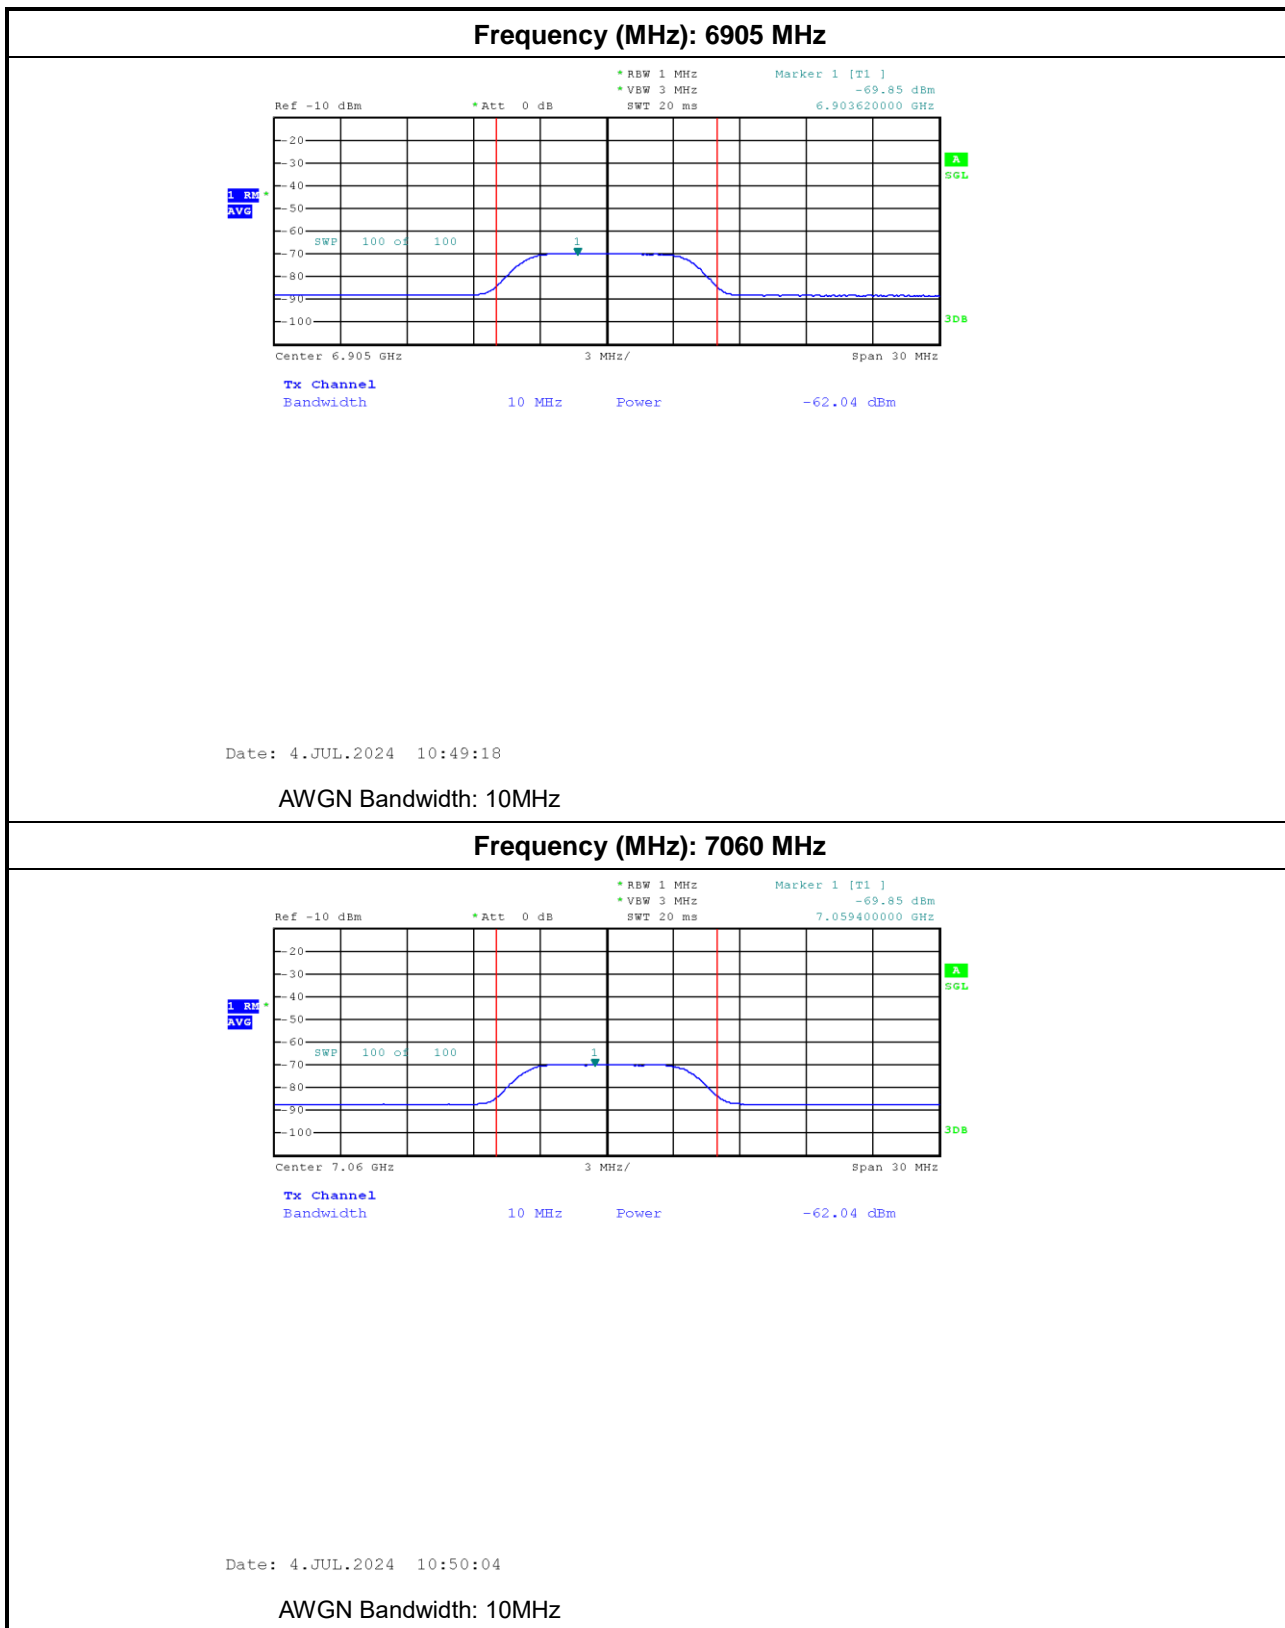 Frequency (MHz): 6905 MHz
* RBW 1 MHz Marker 1 [T1 ]
* VBW 3 MHz -69.85 dBm
Ref -10 dBm * Att 0 dB SWT 20 ms 6.903620000 GHz
-20
-30
A
SGL
-40
1 RM *
AVG
-50
-60
SWP 100 of 100 1
-70
-80
-90
-100
3DB
Center 6.905 GHz 3 MHz/ Span 30 MHz
Tx Channel
Bandwidth 10 MHz Power -62.04 dBm
Date: 4.JUL.2024 10:49:18
AWGN Bandwidth: 10MHz
Frequency (MHz): 7060 MHz
* RBW 1 MHz Marker 1 [T1 ]
* VBW 3 MHz -69.85 dBm
Ref -10 dBm * Att 0 dB SWT 20 ms 7.059400000 GHz
-20
-30
A
SGL
-40
1 RM *
AVG
-50
-60
SWP 100 of 100 1
-70
-80
-90
-100
3DB
Center 7.06 GHz 3 MHz/ Span 30 MHz
Tx Channel
Bandwidth 10 MHz Power -62.04 dBm
Date: 4.JUL.2024 10:50:04
AWGN Bandwidth: 10MHz